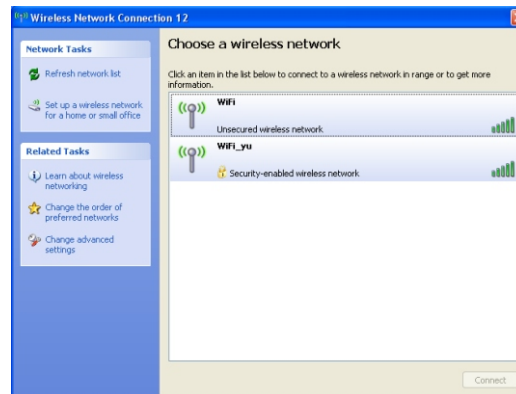 Wireless Network Connection 12
Network Tasks
Refresh network list
Set up a wireless network
for a home or small office
Related Tasks
Learn about wireless
networking
Change the order of
preferred networks
Change advanced
settings
Choose a wireless network
Click an item in the list below to connect to a wireless network in range or to get more
information.
WiFi
Unsecured wireless network
WiFi_yu
Security-enabled wireless network
Connect